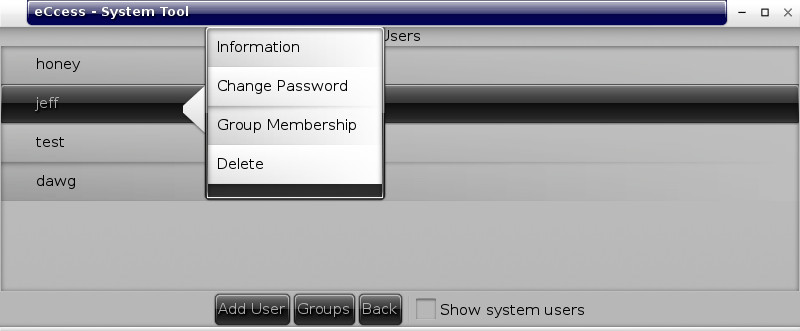 eCcess - System Tool
Users
honey
jeff
test
dawg
Information
Change Password
Group Membership
Delete
Add User Groups Back Show system users